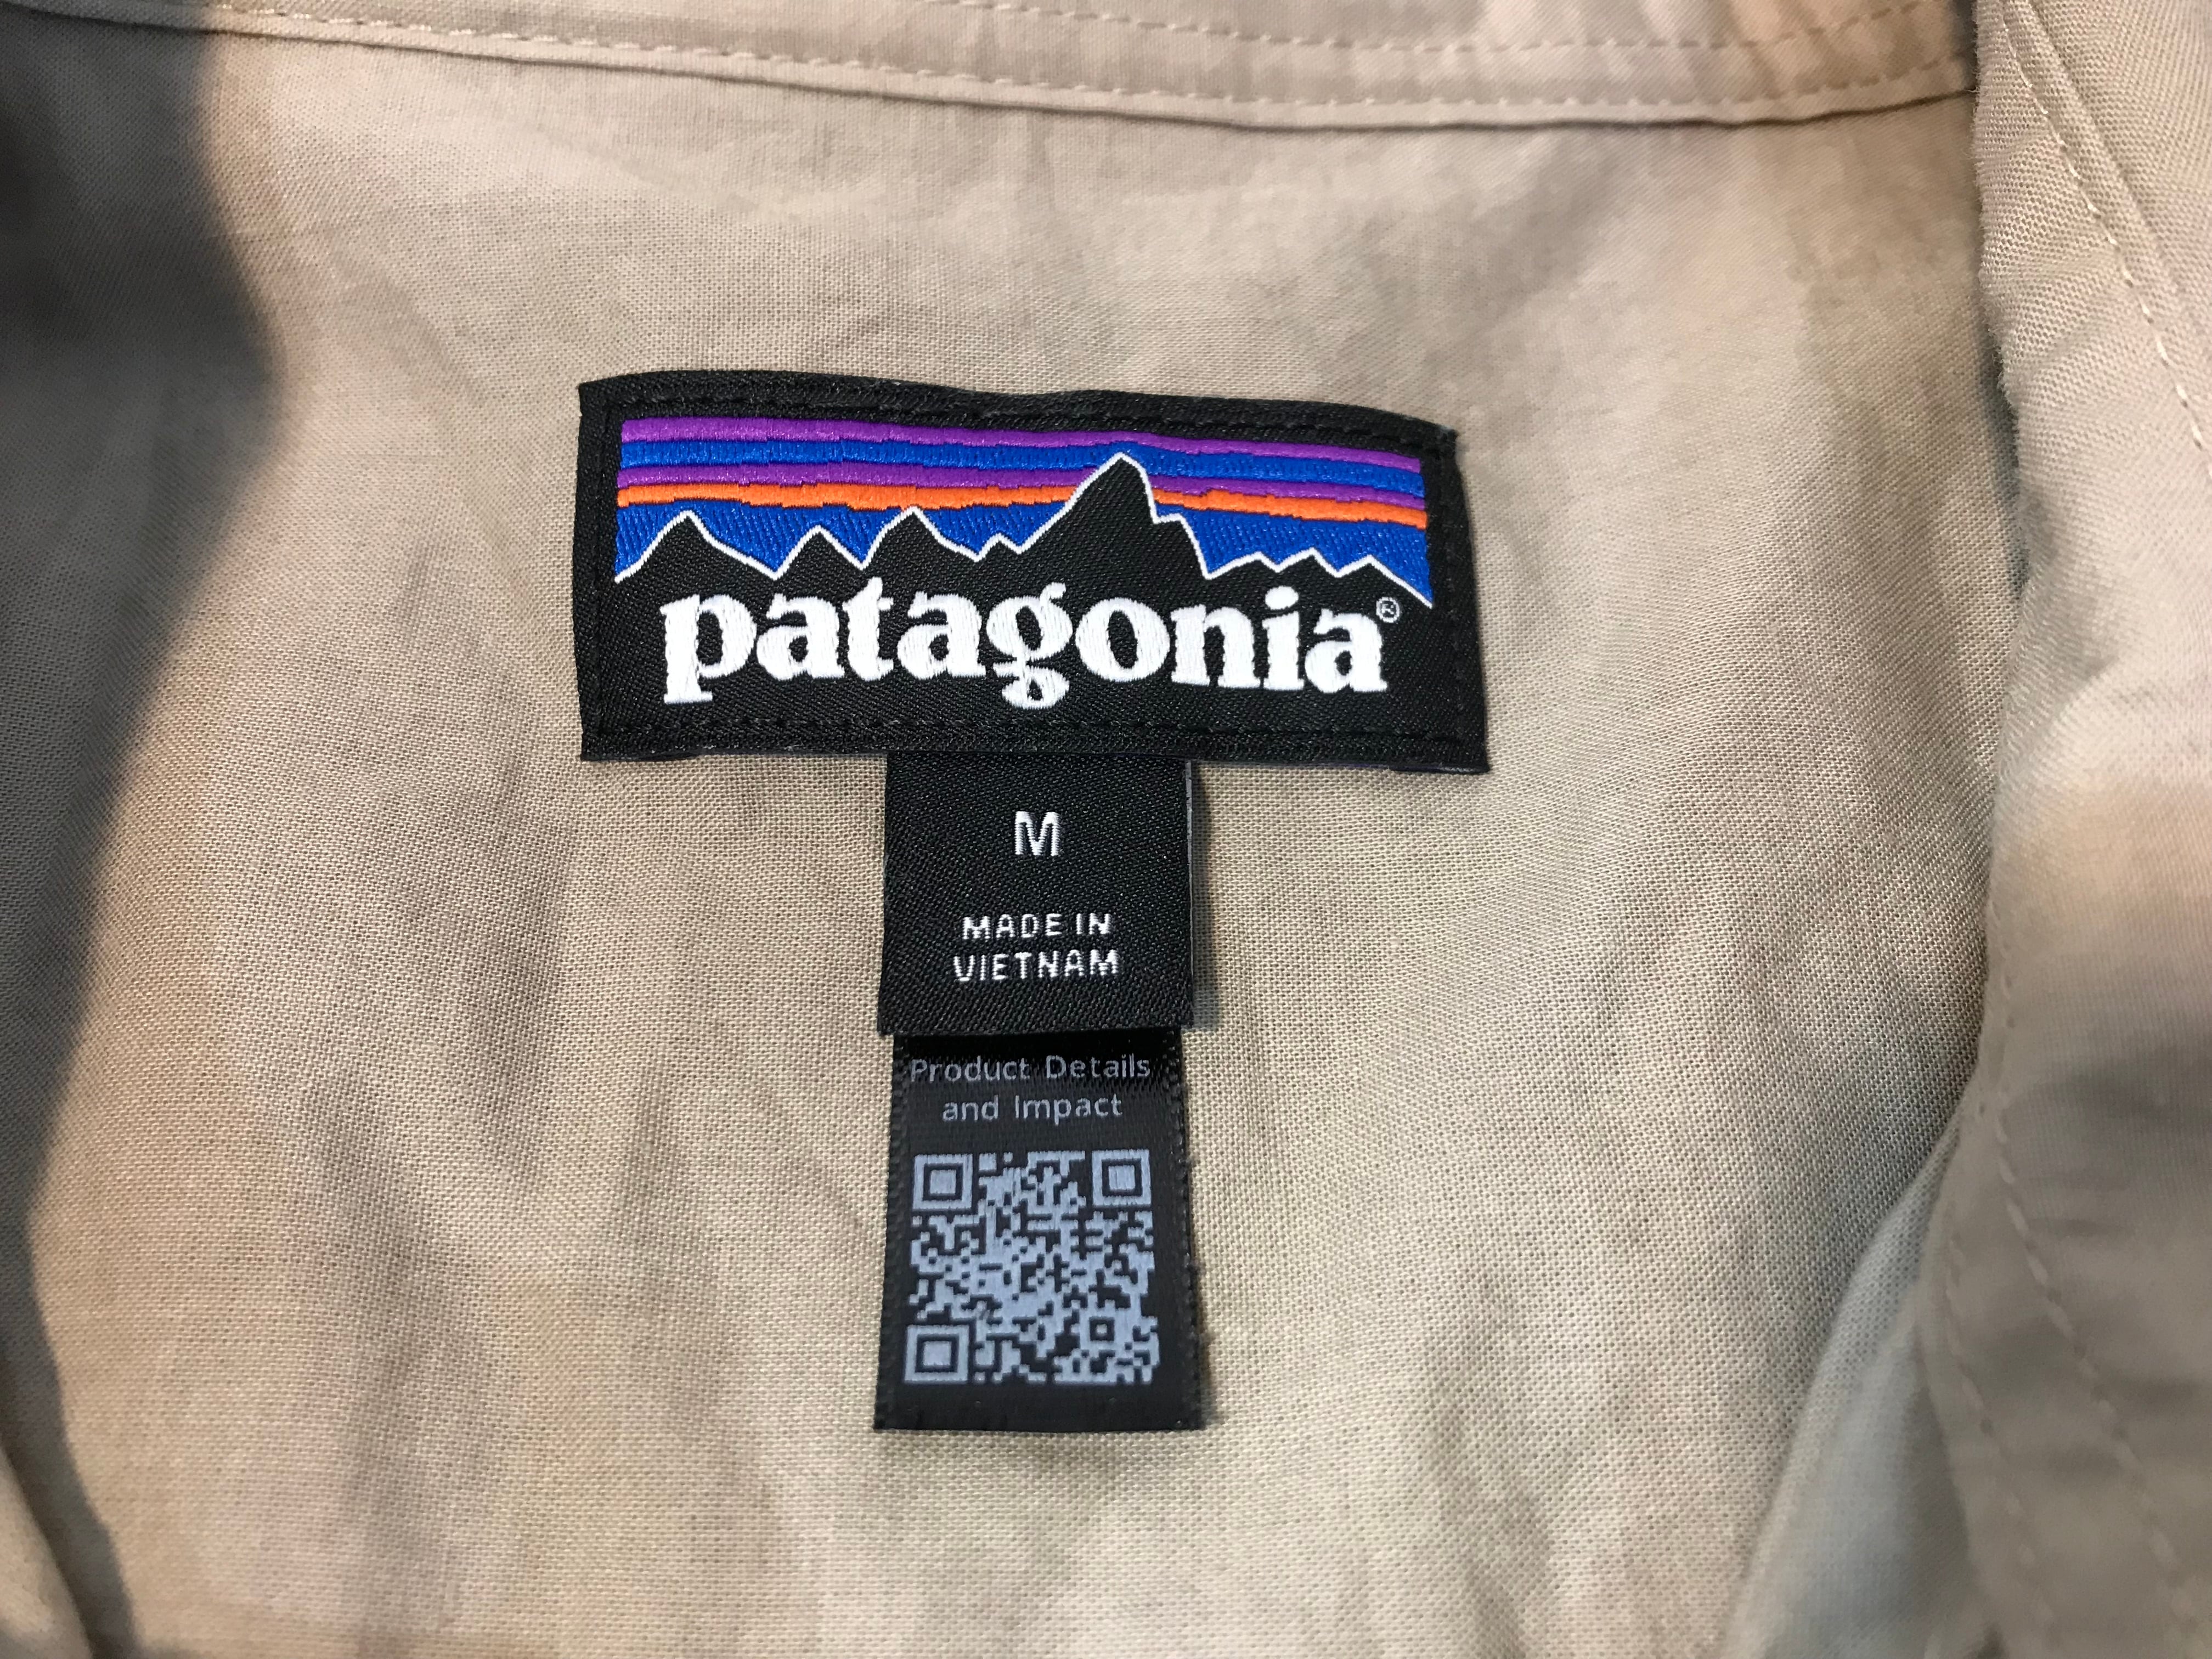 patagonia®
M
MADE IN
VIETNAM
Product Details
and Impact